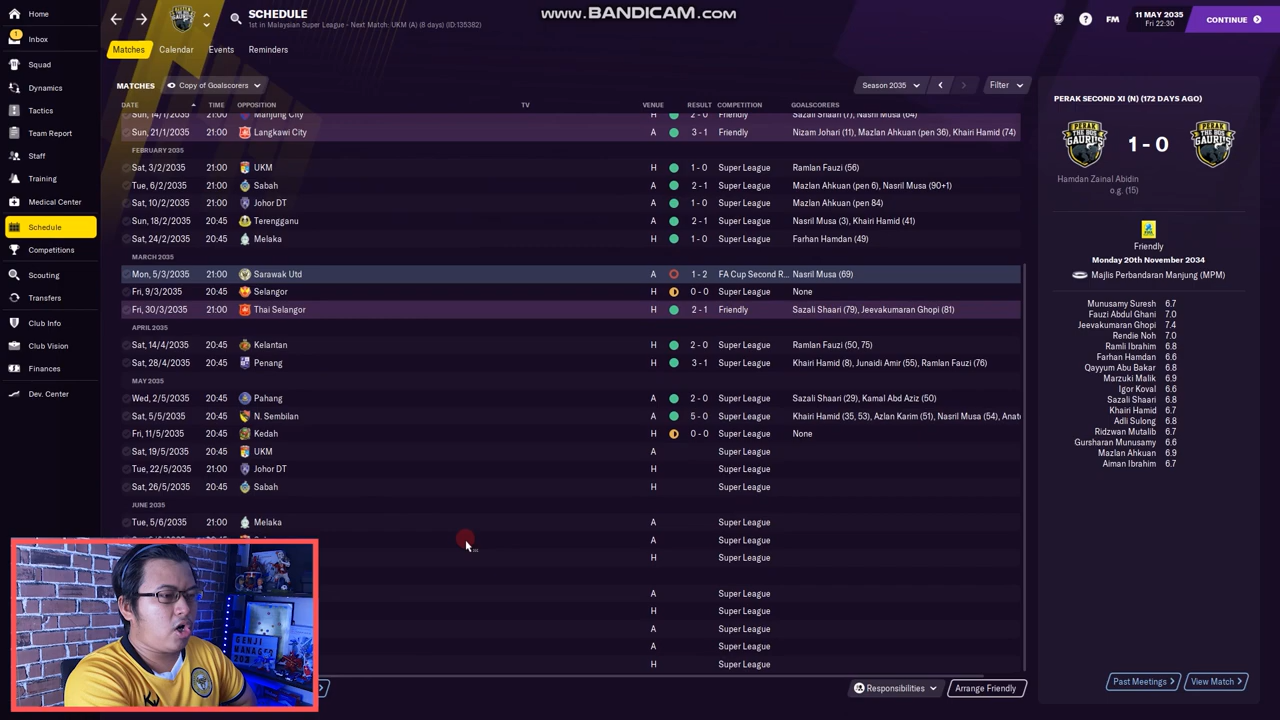 www.BANDICAM.com
SCHEDULE
1st in Malaysian Super League - Next Match: UKM (A) (8 days) (ID:135382)
FM
11 MAY 2035
Fri 22:30
CONTINUE
Home
1
Inbox
Squad
Dynamics
Tactics
Team Report
Staff
Training
Medical Center
Schedule
Competitions
Scouting
Transfers
Club Info
Club Vision
Finances
Dev. Center
Matches Calendar Events Reminders
MATCHES Copy of Goalscorers Season 2035 Filter
DATE TIME OPPOSITION TV VENUE RESULT COMPETITION GOALSCORERS
Sun, 14/1/2035 21:00 Manjung City H 2 - 0 Friendly Sazali Shaari (7), Nasril Musa (64)
Sun, 21/1/2035 21:00 Langkawi City A 3 - 1 Friendly Nizam Johari (11), Mazlan Ahkuan (pen 36), Khairi Hamid (74)
FEBRUARY 2035
Sat, 3/2/2035 21:00 UKM H 1 - 0 Super League Ramlan Fauzi (56)
Tue, 6/2/2035 21:00 Sabah A 2 - 1 Super League Mazlan Ahkuan (pen 6), Nasril Musa (90+1)
Sat, 10/2/2035 21:00 Johor DT A 1 - 0 Super League Mazlan Ahkuan (pen 84)
Sun, 18/2/2035 20:45 Terengganu A 2 - 1 Super League Nasril Musa (3), Khairi Hamid (41)
Sat, 24/2/2035 20:45 Melaka H 1 - 0 Super League Farhan Hamdan (49)
MARCH 2035
Mon, 5/3/2035 21:00 Sarawak Utd A 1 - 2 FA Cup Second R... Nasril Musa (69)
Fri, 9/3/2035 20:45 Selangor H 0 - 0 Super League None
Fri, 30/3/2035 21:00 Thai Selangor H 2 - 1 Friendly Sazali Shaari (79), Jeevakumaran Ghopi (81)
APRIL 2035
Sat, 14/4/2035 20:45 Kelantan H 2 - 0 Super League Ramlan Fauzi (50, 75)
Sat, 28/4/2035 20:45 Penang H 3 - 1 Super League Khairi Hamid (8), Junaidi Amir (55), Ramlan Fauzi (76)
MAY 2035
Wed, 2/5/2035 20:45 Pahang A 2 - 0 Super League Sazali Shaari (29), Kamal Abd Aziz (50)
Sat, 5/5/2035 20:45 N. Sembilan A 5 - 0 Super League Khairi Hamid (35, 53), Azlan Karim (51), Nasril Musa (54), Anato
Fri, 11/5/2035 20:45 Kedah H 0 - 0 Super League None
Sat, 19/5/2035 20:45 UKM A Super League
Tue, 22/5/2035 21:00 Johor DT H Super League
Sat, 26/5/2035 20:45 Sabah H Super League
JUNE 2035
Tue, 5/6/2035 21:00 Melaka A Super League
A Super League
H Super League
A Super League
H Super League
A Super League
A Super League
H Super League
Responsibilities Arrange Friendly
PERAK SECOND XI (N) (172 DAYS AGO)
PERAK
THE BOS
GAURUS
1 - 0
PERAK
THE BOS
GAURUS
Hamdan Zainal Abidin
o.g. (15)
Friendly
Monday 20th November 2034
Majlis Perbandaran Manjung (MPM)
Munusamy Suresh 6.7
Fauzi Abdul Ghani 7.0
Jeevakumaran Ghopi 7.4
Rendie Noh 7.0
Ramli Ibrahim 6.8
Farhan Hamdan 6.6
Qayyum Abu Bakar 6.8
Marzuki Malik 6.9
Igor Koval 6.6
Sazali Shaari 6.8
Khairi Hamid 6.7
Adli Sulong 6.8
Ridzwan Mutalib 6.7
Gursharan Munusamy 6.6
Mazlan Ahkuan 6.9
Aiman Ibrahim 6.7
Past Meetings View Match
GENJI
MANAGER